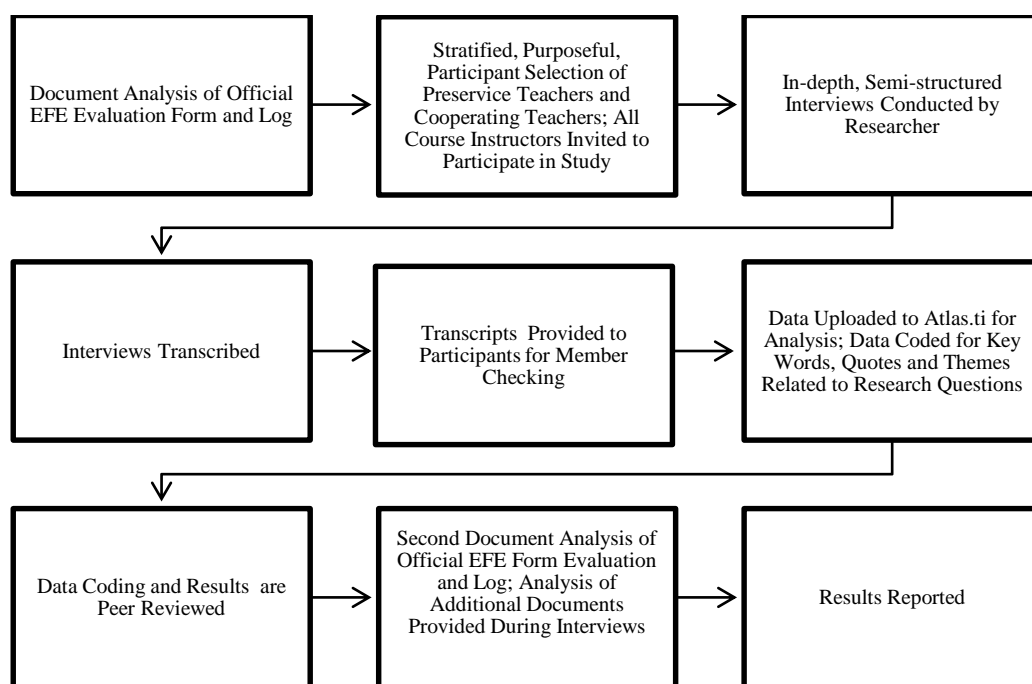 Document Analysis of Official
EFE Evaluation Form and Log
Stratified, Purposeful,
Participant Selection of
Preservice Teachers and
Cooperating Teachers; All
Course Instructors Invited to
Participate in Study
In-depth, Semi-structured
Interviews Conducted by
Researcher
Interviews Transcribed
Transcripts Provided to
Participants for Member
Checking
Data Uploaded to Atlas.ti for
Analysis; Data Coded for Key
Words, Quotes and Themes
Related to Research Questions
Data Coding and Results are
Peer Reviewed
Second Document Analysis of
Official EFE Form Evaluation
and Log; Analysis of
Additional Documents
Provided During Interviews
Results Reported